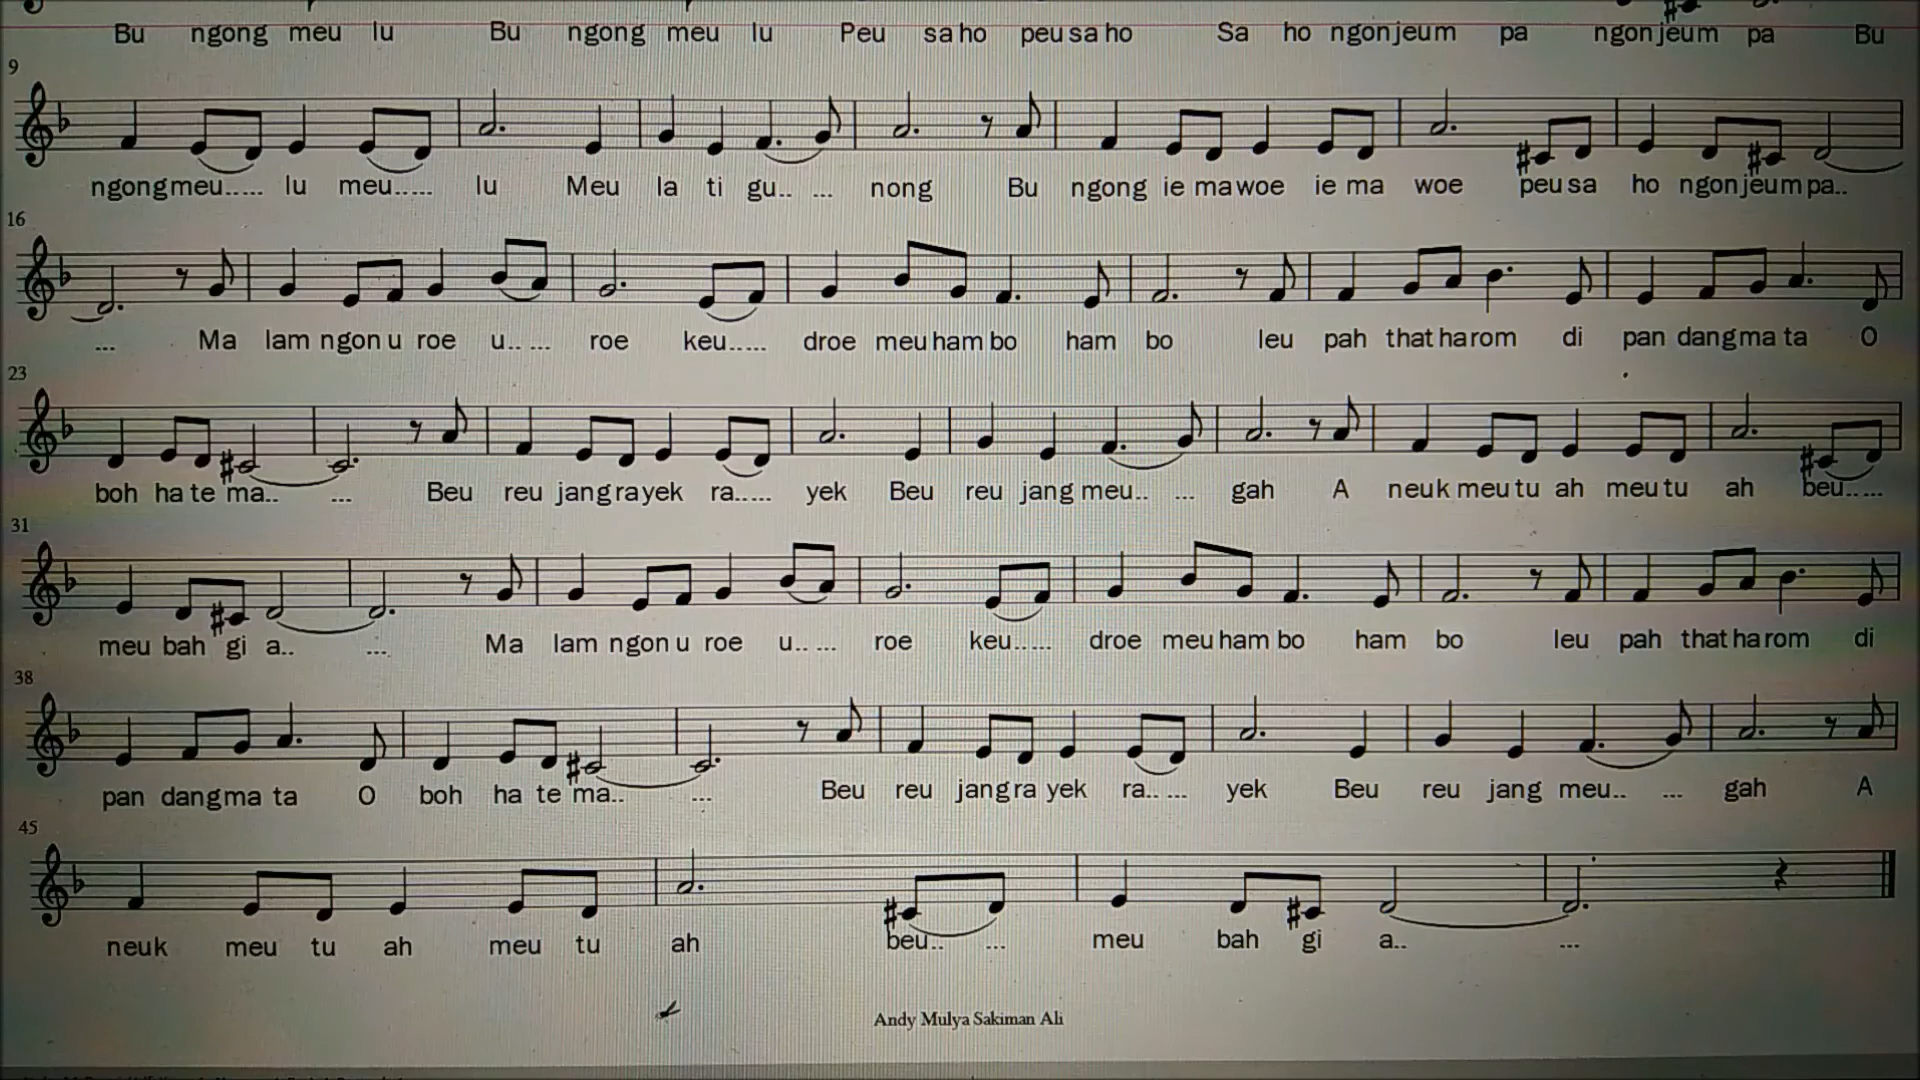 Bu ngong meu lu Bu ngong meu lu Peu sa ho peu sa ho Sa ho ngon jeum pa ngon jeum pa Bu
9
ngong meu..... lu meu..... lu Meu la ti gu.. ... nong Bu ngong ie ma woe ie ma woe peu sa ho ngon jeum pa..
16
... Ma lam ngon u roe u.. ... roe keu..... droe meu ham bo ham bo leu pah that ha rom di pan dang ma ta O
23
boh ha te ma.. ... Beu reu jang ra yek ra..... yek Beu reu jang meu.. ... gah A neuk meu tu ah meu tu ah beu.. ...
31
meu bah gi a.. ... Ma lam ngon u roe u.. ... roe keu..... droe meu ham bo ham bo leu pah that ha rom di
38
pan dang ma ta O boh ha te ma.. ... Beu reu jang ra yek ra.. ... yek Beu reu jang meu.. ... gah A
45
neuk meu tu ah meu tu ah beu.. ... meu bah gi a.. ...
Andy Mulya Sakiman Ali